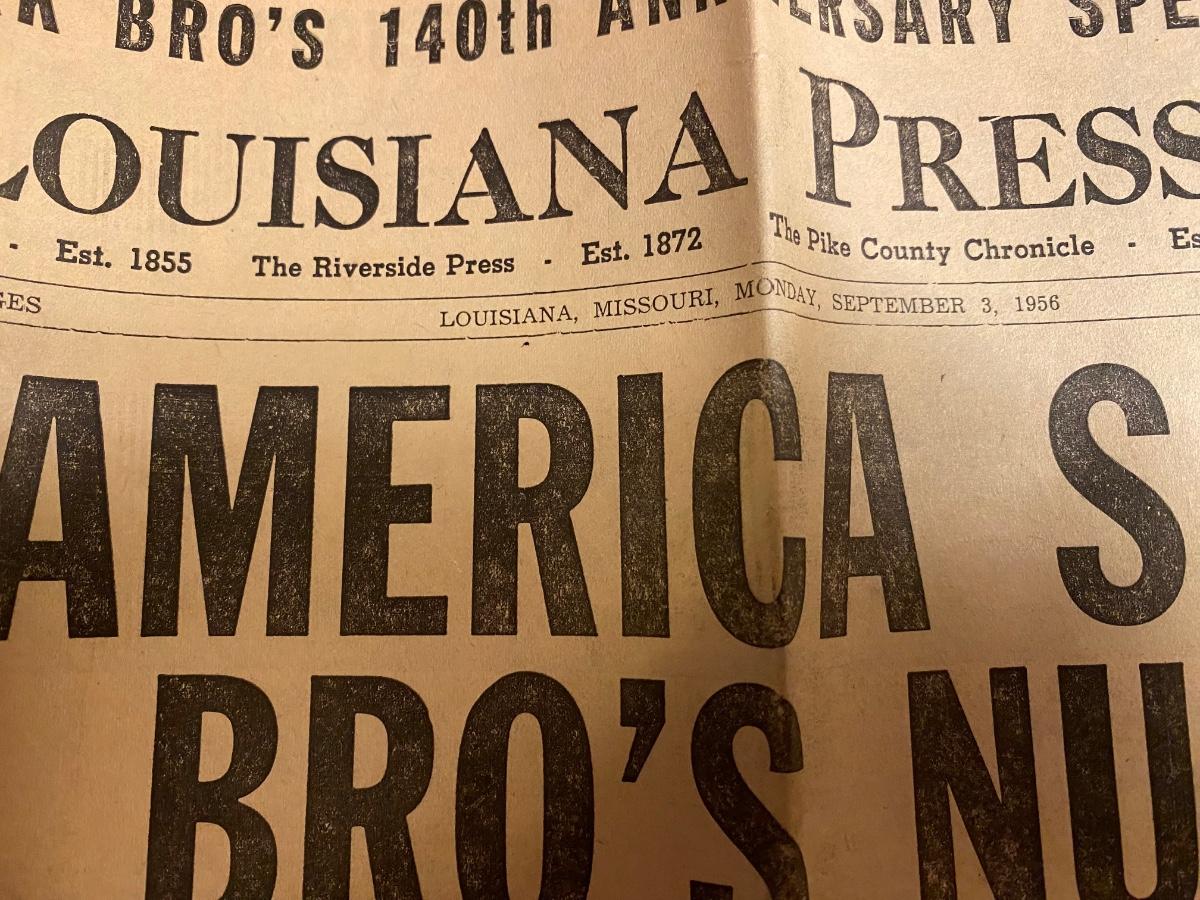 BRO'S 140th
LOUISIANA PRESS
- Est. 1855 The Riverside Press - Est. 1872 The Pike County Chronicle -
LOUISIANA, MISSOURI, MONDAY, SEPTEMBER 3, 1956
AMERICA S
BRO'S NU